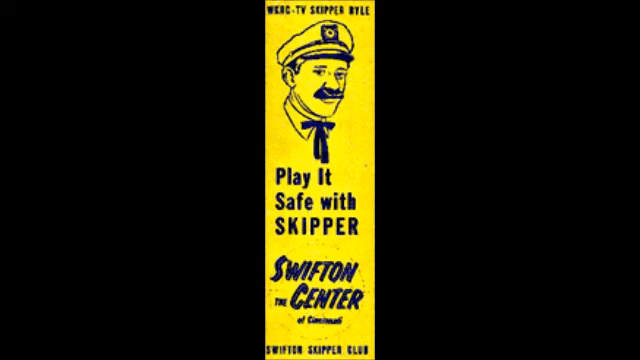 WKRC-TV SKIPPER RYLE
Play It
Safe with
SKIPPER
SWIFTON
THE CENTER
of Cincinnati
SWIFTON SKIPPER CLUB